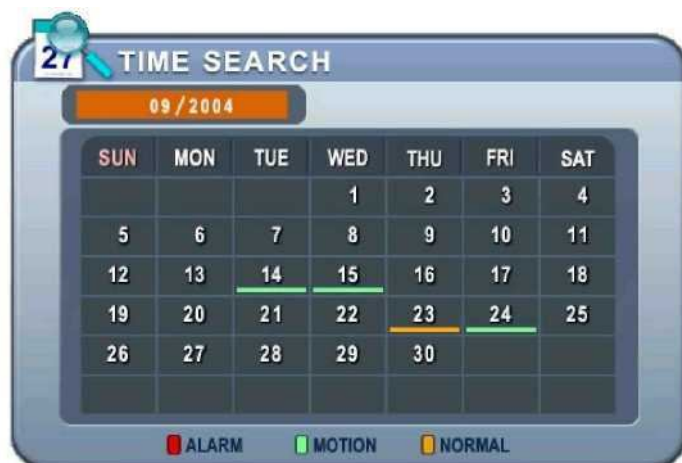 27
TIME SEARCH
09/2004
SUN MON TUE WED THU FRI SAT
1 2 3 4
5 6 7 8 9 10 11
12 13 14 15 16 17 18
19 20 21 22 23 24 25
26 27 28 29 30
ALARM MOTION NORMAL